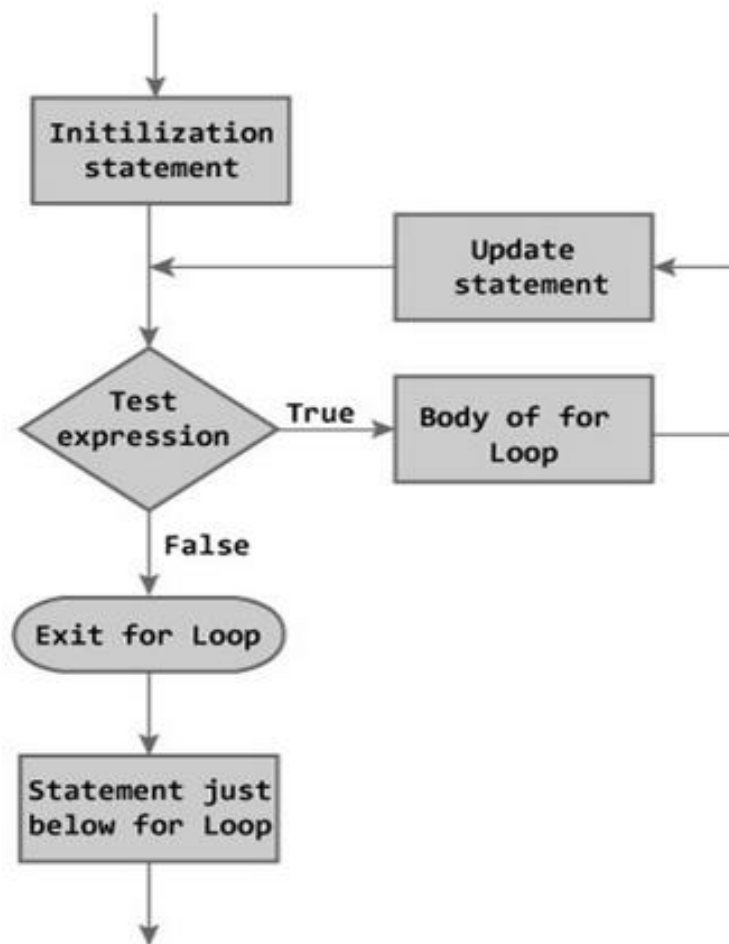 Initilization
statement
Update
statement
Test
expression
True
Body of for
Loop
False
Exit for Loop
Statement just
below for Loop